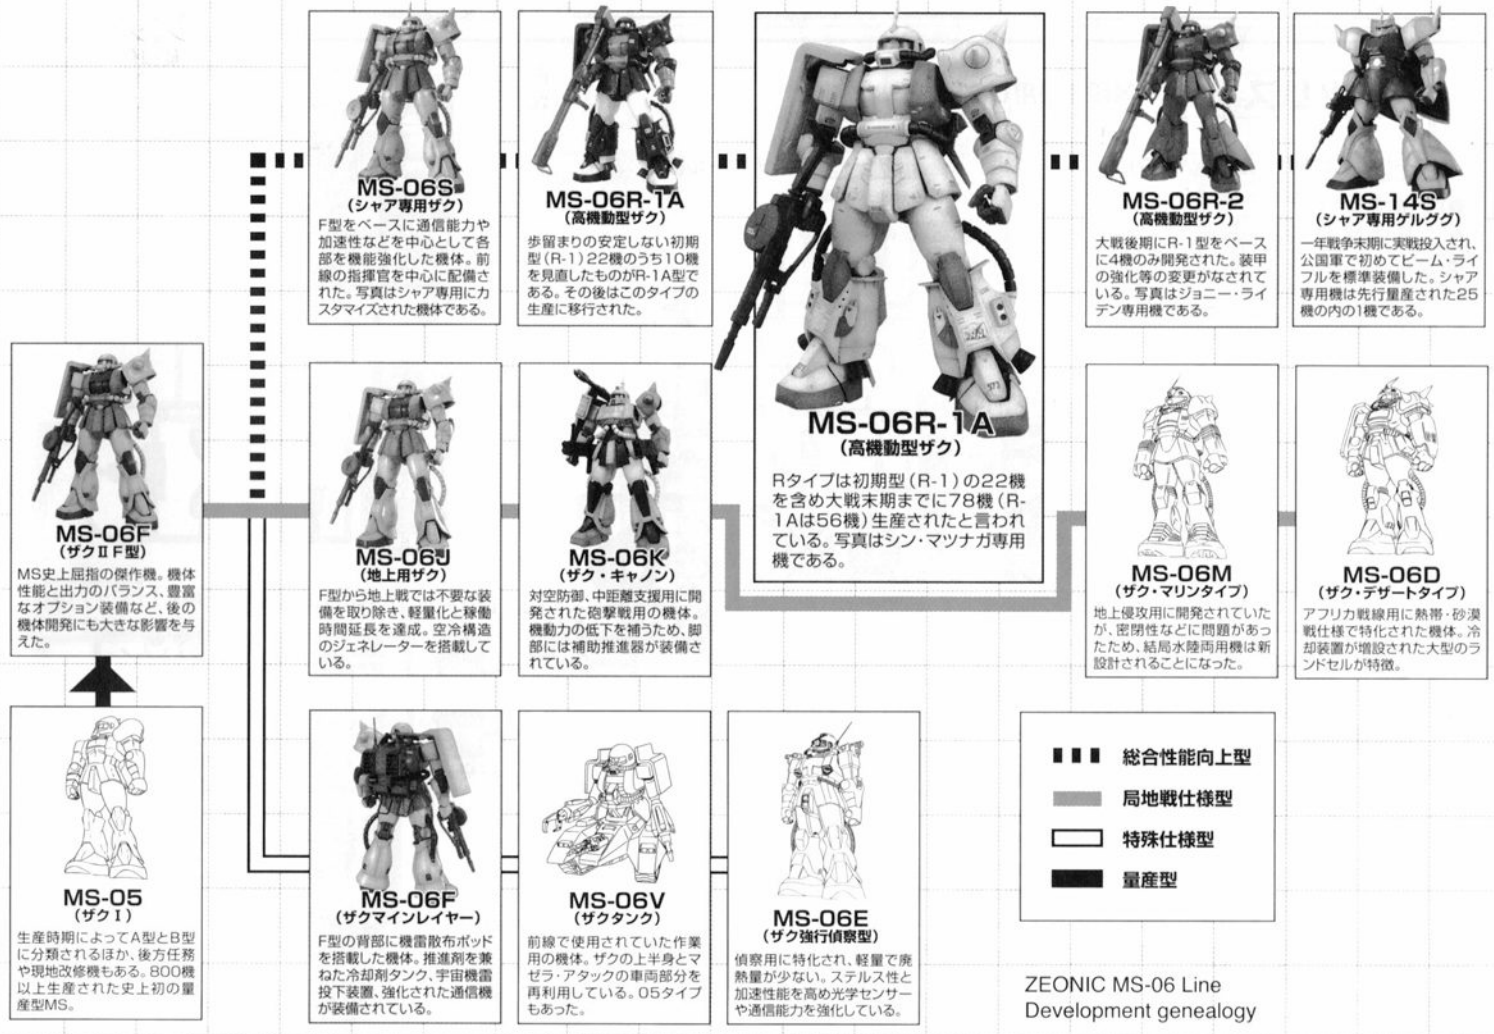 MS-06S
(シャア専用ザク)
F型をベースに通信能力や
加速性などを中心として各
部を機能強化した機体。前
線の指揮官を中心に配備さ
れた。写真はシャア専用にカ
スタマイズされた機体である。
MS-06R-1A
(高機動型ザク)
歩留まりの安定しない初期
型(R-1)22機のうち10機
を見直したものがR-1A型で
ある。その後はこのタイプの
生産に移行された。
MS-06R-1A
(高機動型ザク)
Rタイプは初期型(R-1)の22機
を含め大戦末期までに78機(R-
1Aは56機)生産されたと言われ
ている。写真はシン・マツナガ専用
機である。
MS-06R-2
(高機動型ザク)
大戦後期にR-1型をベース
に4機のみ開発された。装甲
の強化等の変更がなされて
いる。写真はジョニー・ライ
デン専用機である。
MS-14S
(シャア専用ゲルググ)
一年戦争末期に実戦投入され、
公国軍で初めてビーム・ライ
フルを標準装備した。シャア
専用機は先行量産された25
機の内の1機である。
MS-06F
(ザクⅡF型)
MS史上屈指の傑作機。機体
性能と出力のバランス、豊富
なオプション装備など、後の
機体開発にも大きな影響を与
えた。
MS-06J
(地上用ザク)
F型から地上戦では不要な装
備を取り除き、軽量化と稼働
時間延長を達成。空冷構造
のジェネレーターを搭載して
いる。
MS-06K
(ザク・キャノン)
対空防御、中距離支援用に開
発された砲撃戦用の機体。
機動力の低下を補うため、脚
部には補助推進器が装備さ
れている。
MS-06M
(ザク・マリンタイプ)
地上侵攻用に開発されていた
が、密閉性などに問題があっ
たため、結局水陸両用機は新
設計されることになった。
MS-06D
(ザク・デザートタイプ)
アフリカ戦線用に熱帯・砂漠
戦仕様で特化された機体。冷
却装置が増設された大型のラ
ンドセルが特徴。
MS-05
(ザクⅠ)
生産時期によってA型とB型
に分類されるほか、後方任務
や現地改修機もある。800機
以上生産された史上初の量
産型MS。
MS-06F
(ザクマインレイヤー)
F型の背部に機雷散布ポッド
を搭載した機体。推進剤を兼
ねた冷却剤タンク、宇宙機雷
投下装置、強化された通信機
が装備されている。
MS-06V
(ザクタンク)
前線で使用されていた作業
用の機体。ザクの上半身とマ
ゼラ・アタックの車両部分を
再利用している。05タイプ
もあった。
MS-06E
(ザク強行偵察型)
偵察用に特化され、軽量で廃
熱量が少ない。ステルス性と
加速性能を高め光学センサー
や通信能力を強化している。
総合性能向上型
局地戦仕様型
特殊仕様型
量産型
ZEONIC MS-06 Line
Development genealogy